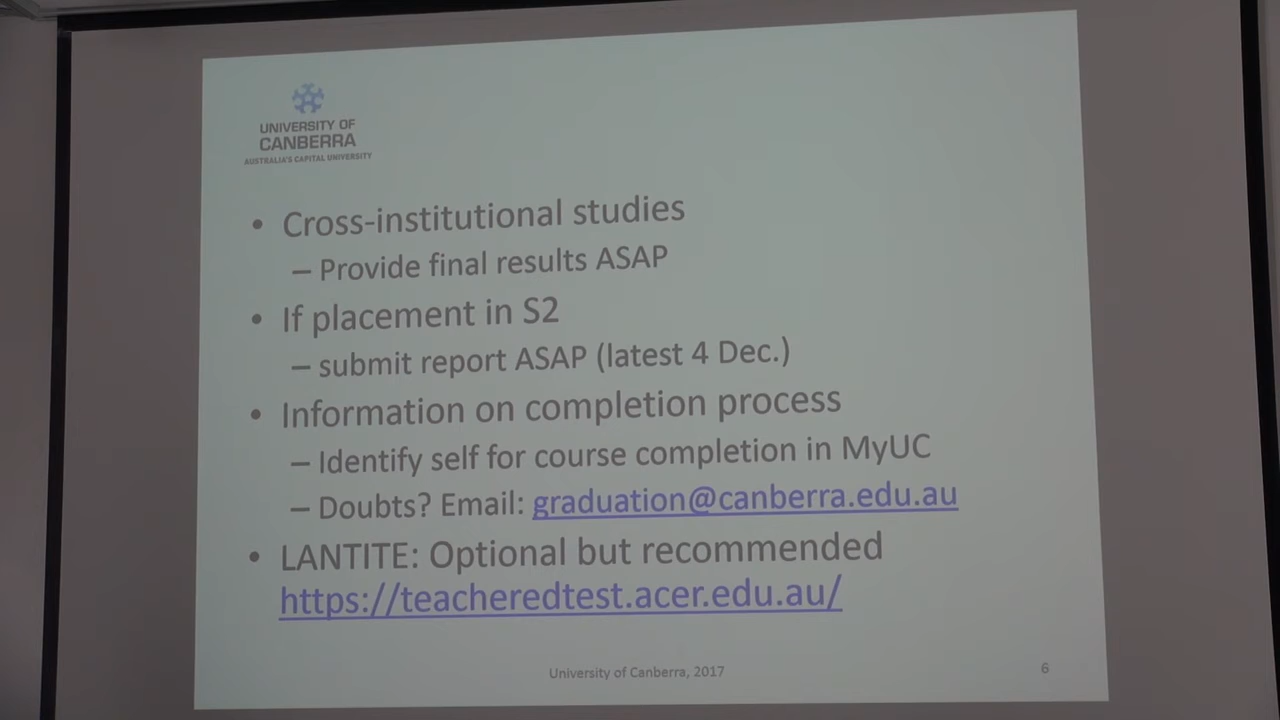 UNIVERSITY OF
CANBERRA
AUSTRALIA'S CAPITAL UNIVERSITY
• Cross-institutional studies
– Provide final results ASAP
• If placement in S2
– submit report ASAP (latest 4 Dec.)
• Information on completion process
– Identify self for course completion in MyUC
– Doubts? Email: graduation@canberra.edu.au
• LANTITE: Optional but recommended
https://teacheredtest.acer.edu.au/
University of Canberra, 2017
6